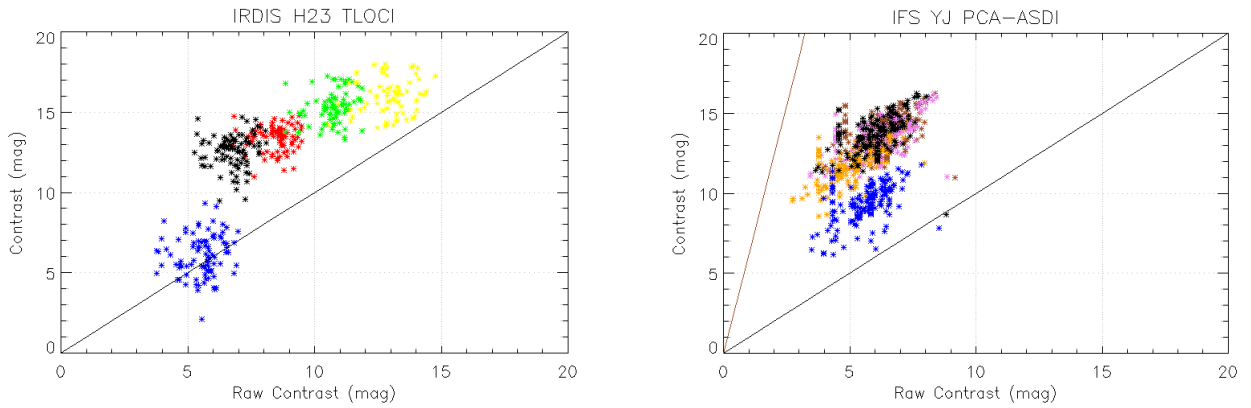 IRDIS H23 TLOCI
20
15
10
5
0
Contrast (mag)
0 5 10 15 20
Raw Contrast (mag)
IFS YJ PCA-ASDI
20
15
10
5
0
Contrast (mag)
0 5 10 15 20
Raw Contrast (mag)